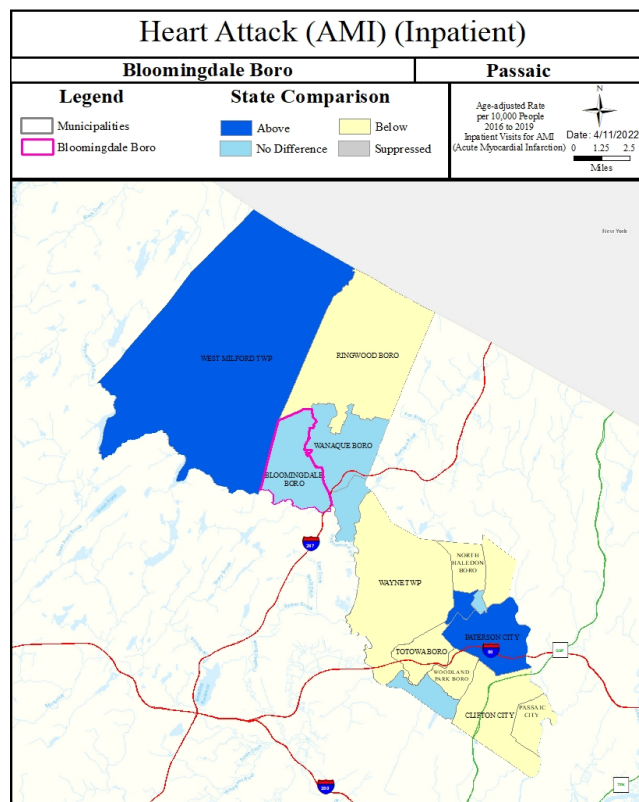 Heart Attack (AMI) (Inpatient)
Bloomingdale Boro
Passaic
Legend
Municipalities
Bloomingdale Boro
State Comparison
Above
Below
No Difference
Suppressed
Age-adjusted Rate
per 10,000 People
2016 to 2019
Inpatient Visits for AMI
(Acute Myocardial Infarction)
N
Date: 4/11/2022
0 1.25 2.5
Miles
New York
WEST MILFORD TWP
RINGWOOD BORO
WANAQUE BORO
BLOOMINGDALE
BORO
287
WAYNE TWP
NORTH
HALEDON
BORO
PATERSON CITY
80
GSP
TOTOWA BORO
WOODLAND
PARK BORO
PASSAIC
CITY
CLIFTON CITY